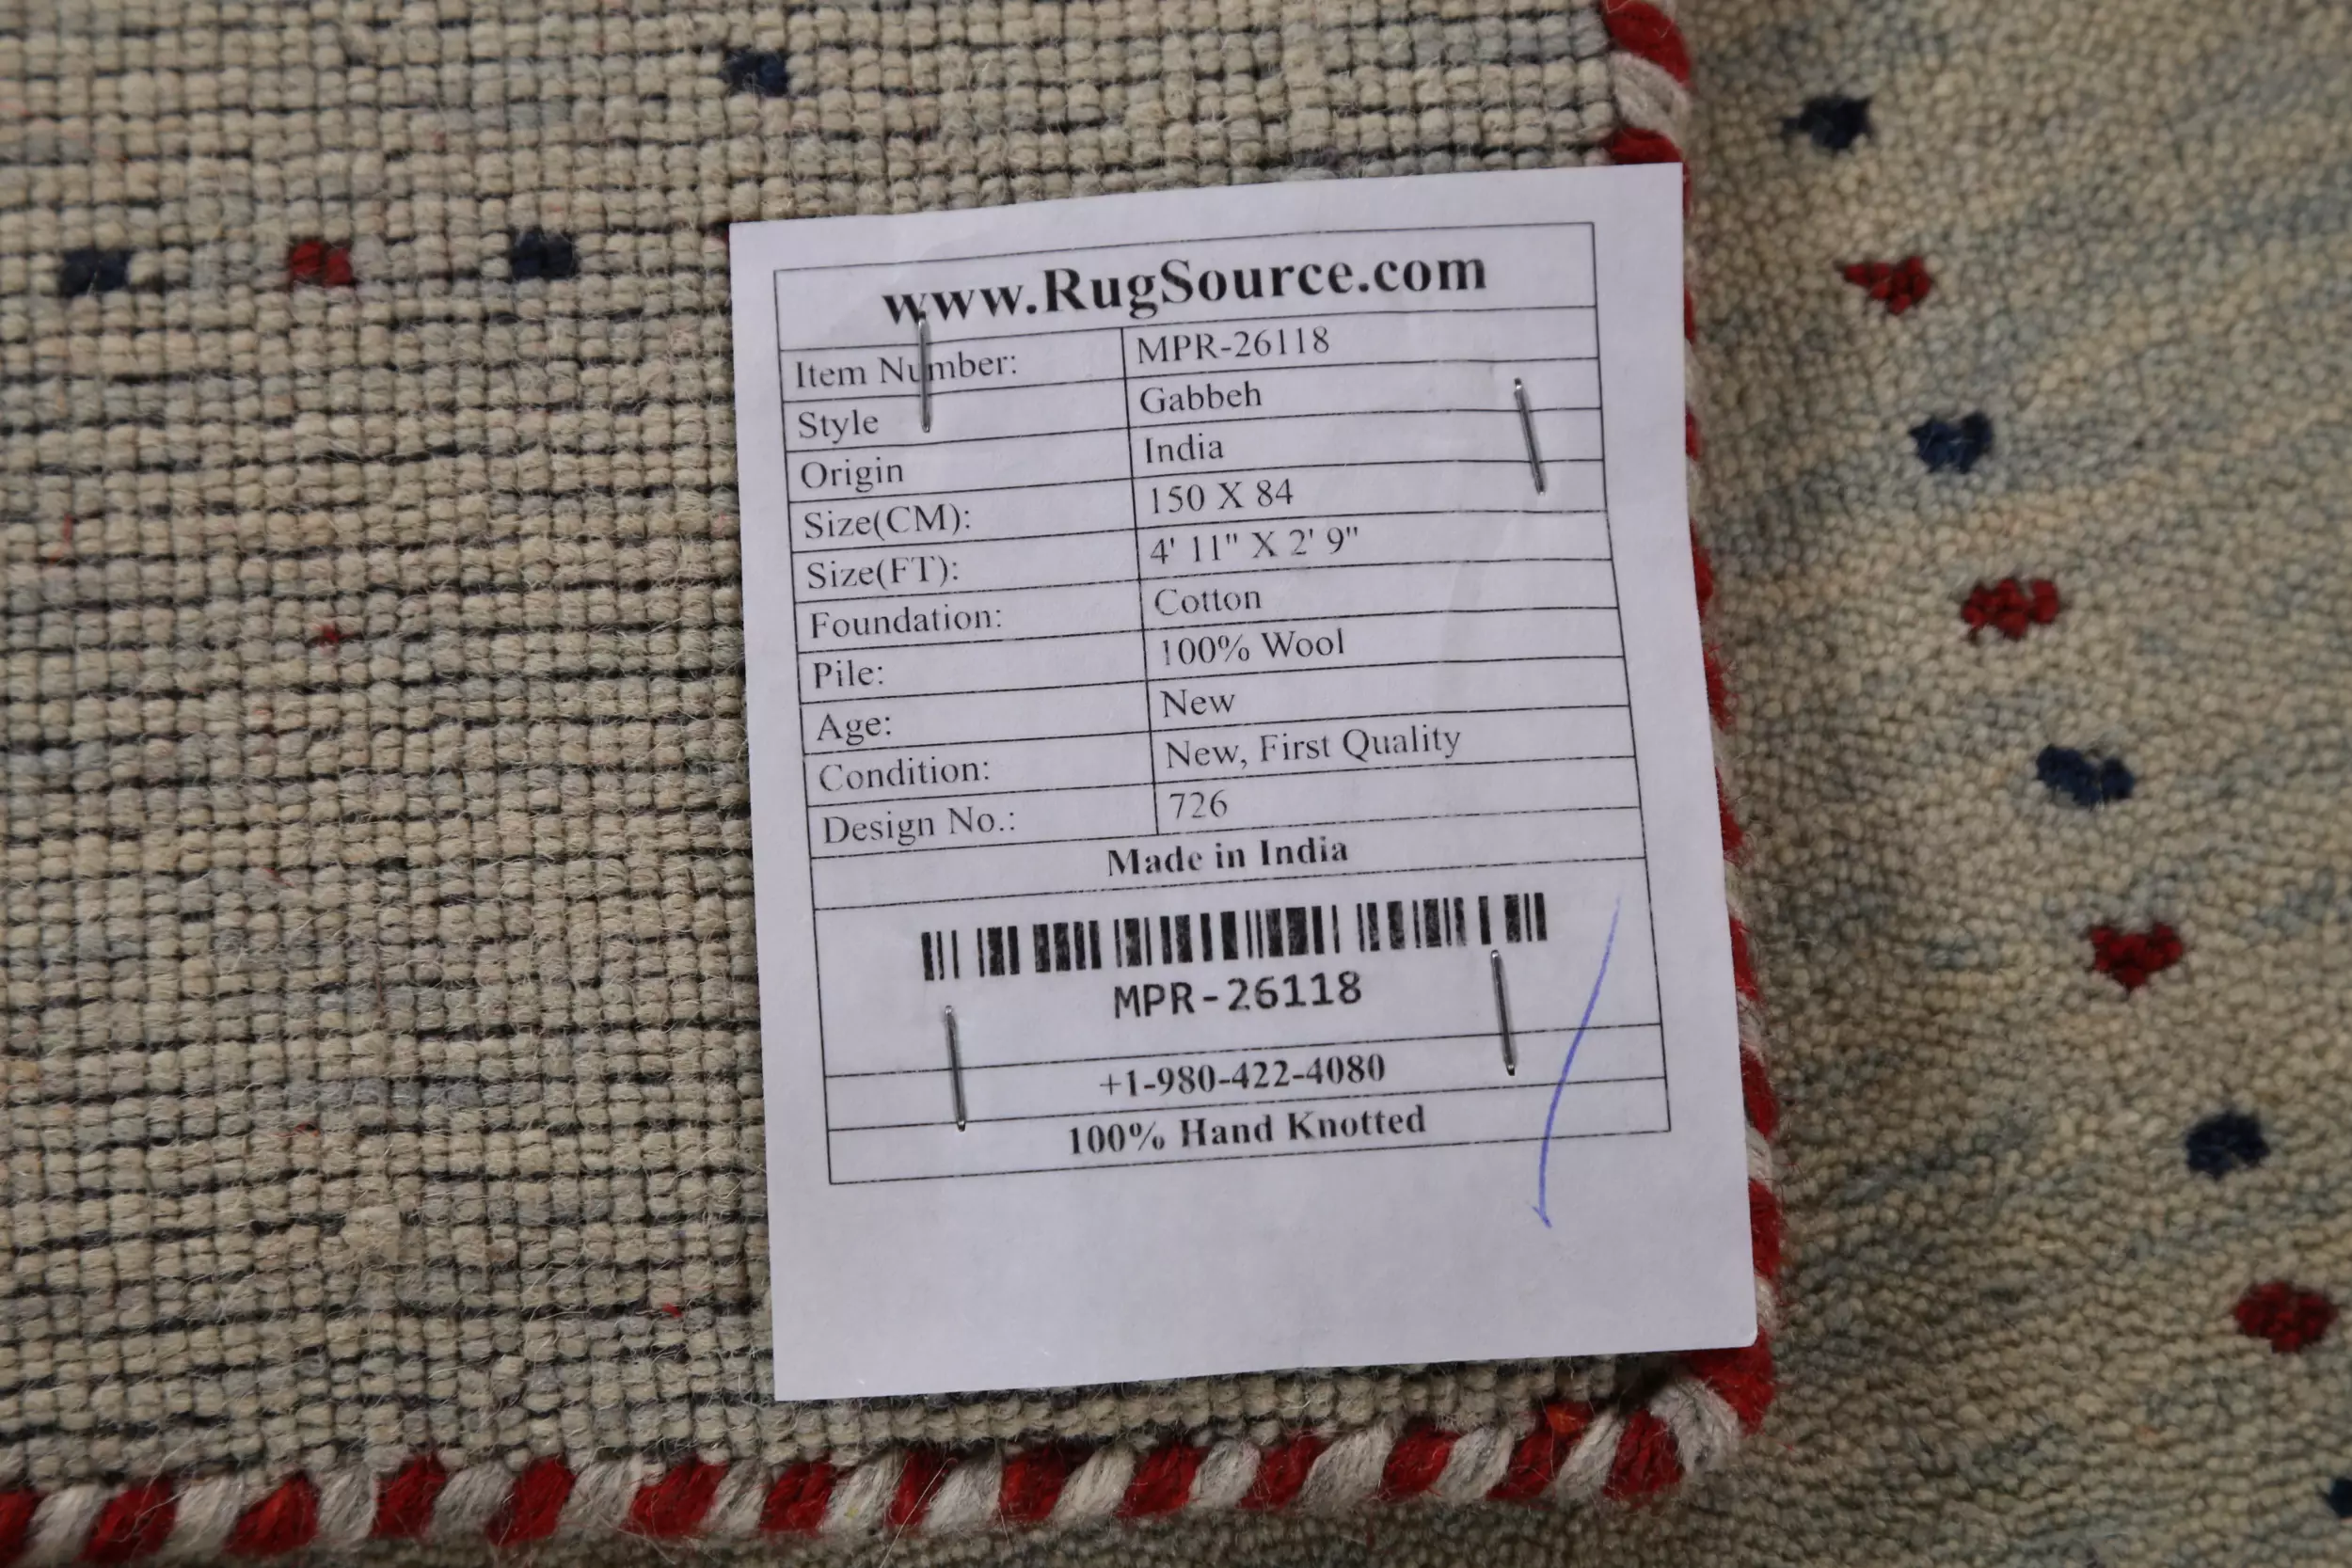 www.RugSource.com
Item Number: MPR-26118
Style Gabbeh
Origin India
Size(CM): 150 X 84
Size(FT): 4' 11" X 2' 9"
Foundation: Cotton
Pile: 100% Wool
Age: New
Condition: New, First Quality
Design No.: 726
Made in India
MPR-26118
+1-980-422-4080
100% Hand Knotted